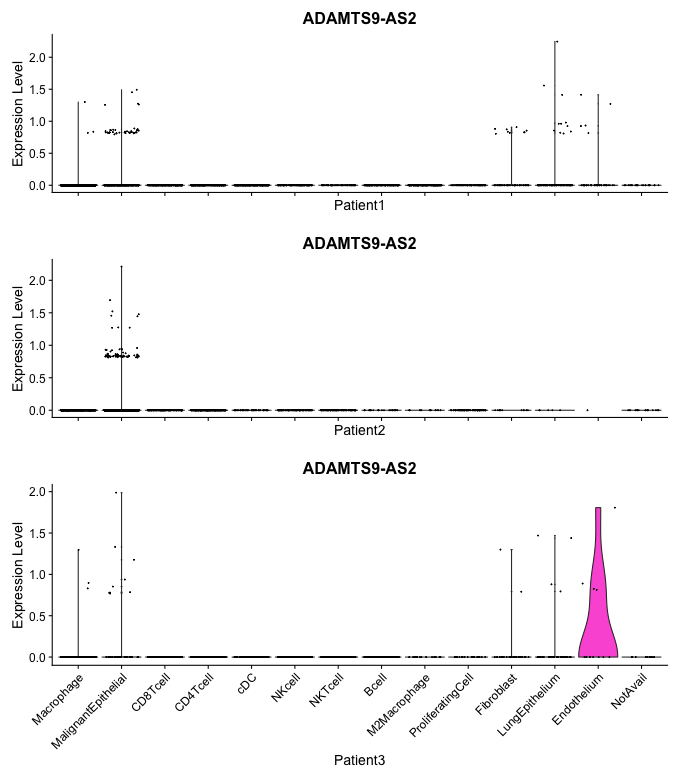 ADAMTS9-AS2
Expression Level
2.0
1.5
1.0
0.5
0.0
Patient1
ADAMTS9-AS2
Expression Level
2.0
1.5
1.0
0.5
0.0
Patient2
ADAMTS9-AS2
Expression Level
2.0
1.5
1.0
0.5
0.0
Macrophage
MalignantEpithelial
CD8Tcell
CD4Tcell
cDC
NKcell
NKTcell
Bcell
M2Macrophage
ProliferatingCell
Fibroblast
LungEpithelium
Endothelium
NotAvail
Patient3